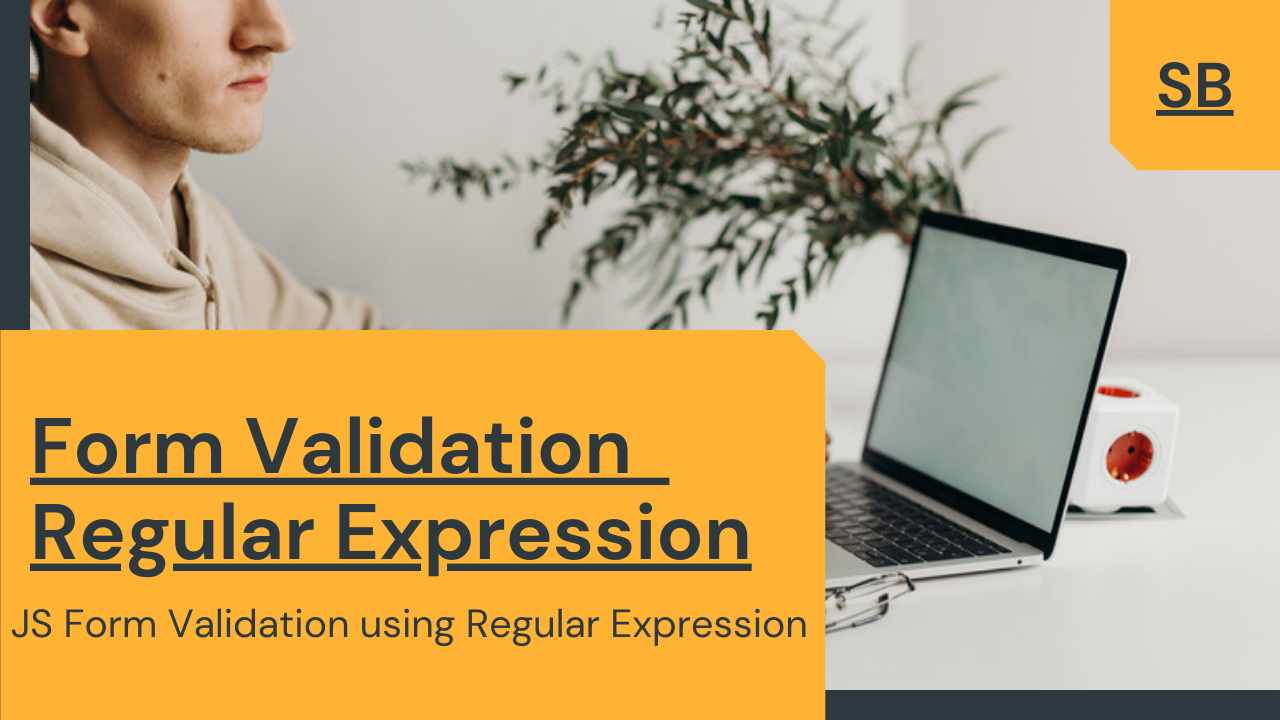 SB
Form Validation
Regular Expression
JS Form Validation using Regular Expression